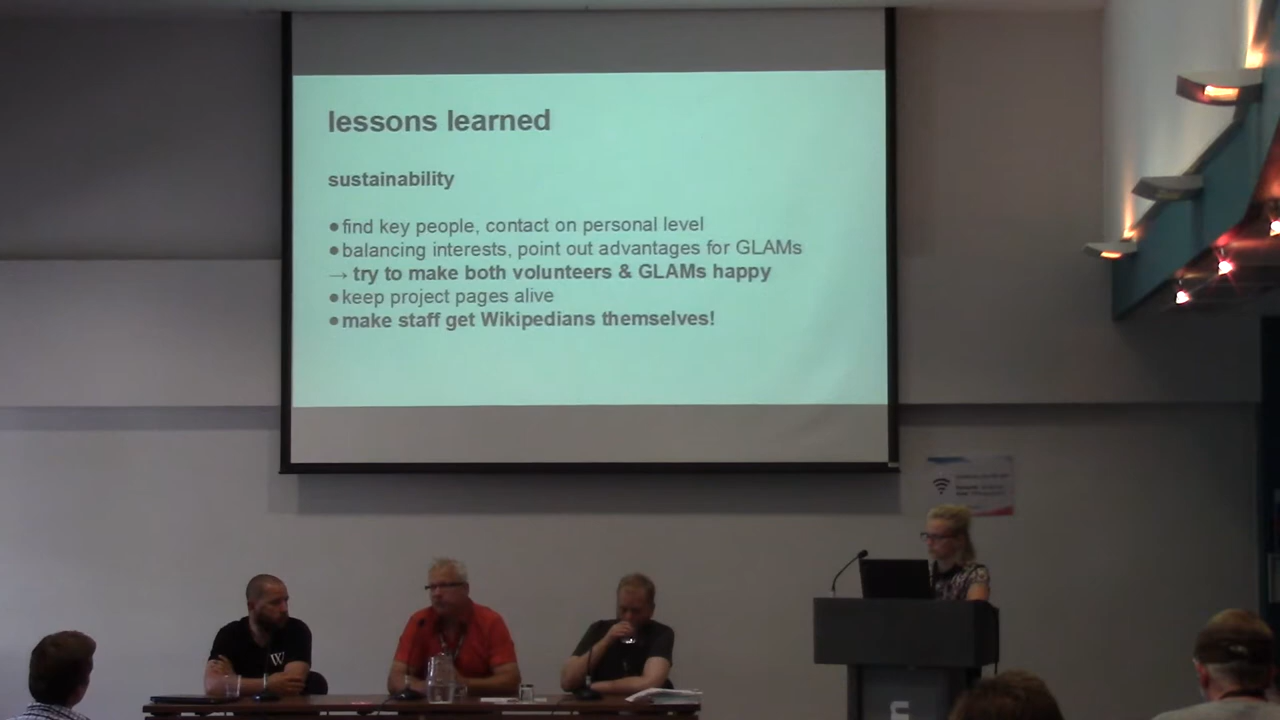 lessons learned
sustainability
●find key people, contact on personal level
●balancing interests, point out advantages for GLAMs
→ try to make both volunteers & GLAMs happy
●keep project pages alive
●make staff get Wikipedians themselves!
W